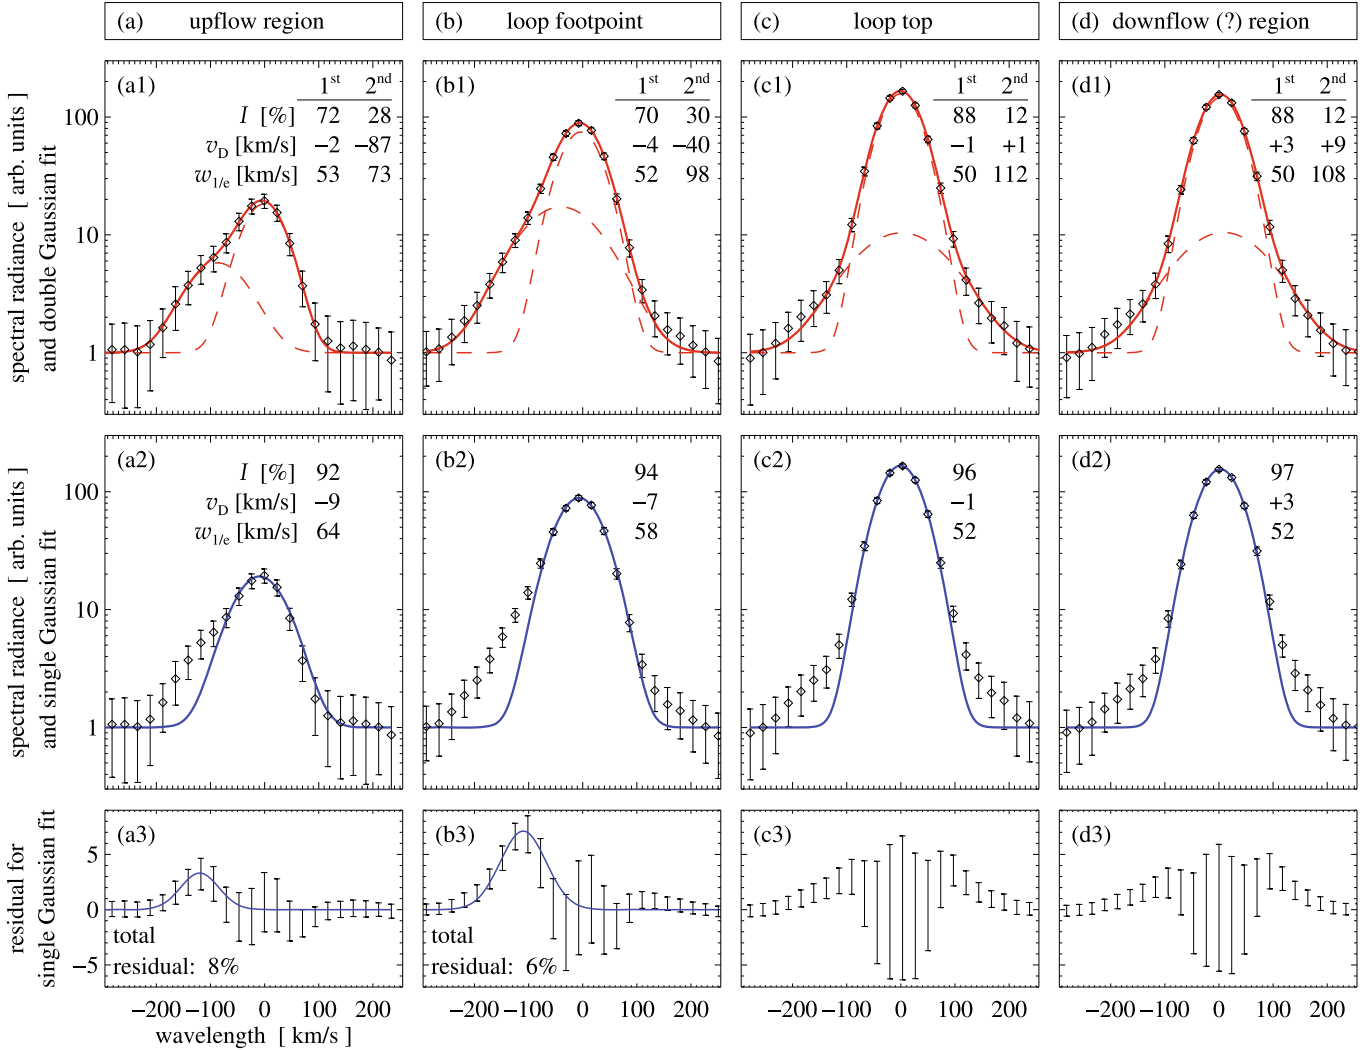 (a) upflow region
(b) loop footpoint
(c) loop top
(d) downflow (?) region
spectral radiance [ arb. units ]
and double Gaussian fit
100
10
1
(a1)
1st 2nd
I [%] 72 28
vD [km/s] −2 −87
w1/e [km/s] 53 73
(b1)
1st 2nd
70 30
−4 −40
52 98
(c1)
1st 2nd
88 12
−1 +1
50 112
(d1)
1st 2nd
88 12
+3 +9
50 108
spectral radiance [ arb. units ]
and single Gaussian fit
100
10
1
(a2)
I [%] 92
vD [km/s] −9
w1/e [km/s] 64
(b2)
94
−7
58
(c2)
96
−1
52
(d2)
97
+3
52
residual for
single Gaussian fit
5
0
−5
(a3)
total
residual: 8%
(b3)
total
residual: 6%
(c3)
(d3)
−200 −100 0 100 200
−200 −100 0 100 200
−200 −100 0 100 200
−200 −100 0 100 200
wavelength [ km/s ]